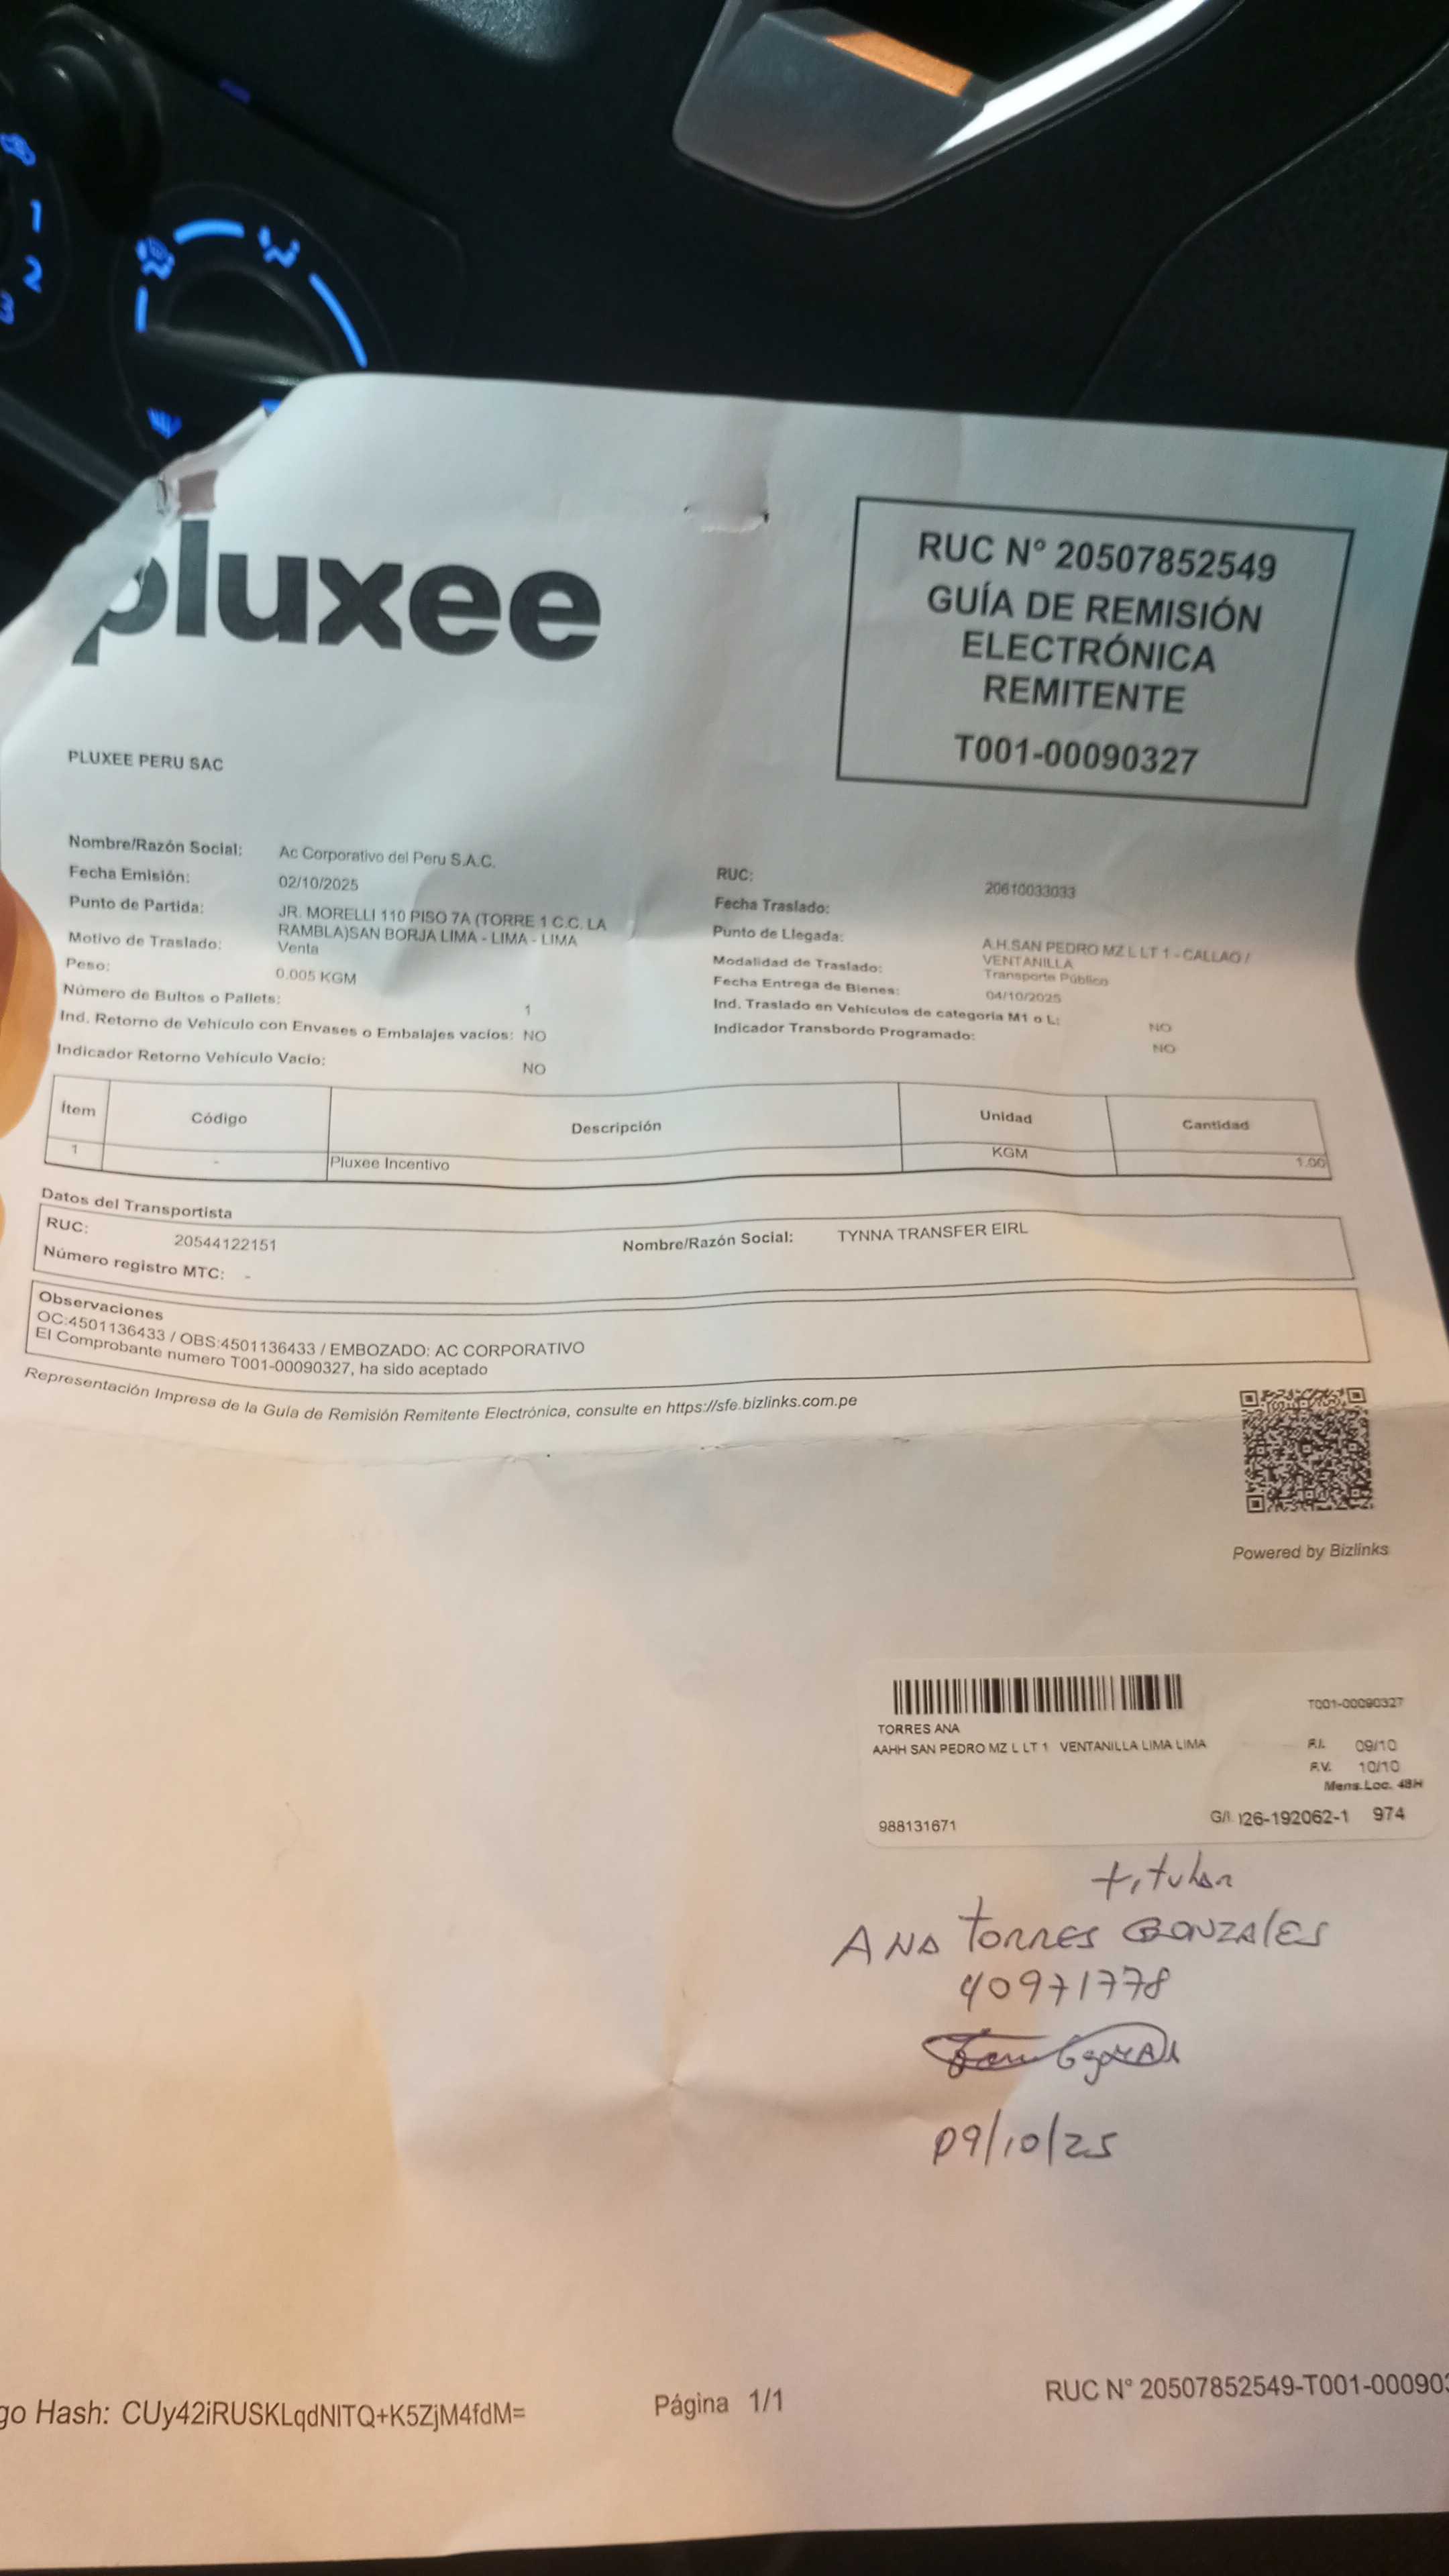 pluxee
RUC N° 20507852549
GUÍA DE REMISIÓN
ELECTRÓNICA
REMITENTE
T001-00090327
PLUXEE PERU SAC
Nombre/Razón Social: Ac Corporativo del Peru S.A.C.
RUC: 20610033033
Fecha Emisión: 02/10/2025
Fecha Traslado:
Punto de Partida: JR. MORELLI 110 PISO 7A (TORRE 1 C.C. LA
RAMBLA)SAN BORJA LIMA - LIMA - LIMA
Punto de Llegada: A.H.SAN PEDRO MZ L LT 1 - CALLAO /
VENTANILLA
Motivo de Traslado: Venta
Modalidad de Traslado: Transporte Público
Peso: 0.005 KGM
Fecha Entrega de Bienes: 04/10/2025
Número de Bultos o Pallets: 1
Ind. Traslado en Vehículos de categoria M1 o L: NO
Ind. Retorno de Vehículo con Envases o Embalajes vacíos: NO
Indicador Transbordo Programado: NO
Indicador Retorno Vehículo Vacío: NO
Ítem Código Descripción Unidad Cantidad
1 - Pluxee Incentivo KGM 1.00
Datos del Transportista
RUC: 20544122151 Nombre/Razón Social: TYNNA TRANSFER EIRL
Número registro MTC: -
Observaciones
OC:4501136433 / OBS:4501136433 / EMBOZADO: AC CORPORATIVO
El Comprobante numero T001-00090327, ha sido aceptado
Representación Impresa de la Guía de Remisión Remitente Electrónica, consulte en https://sfe.bizlinks.com.pe
Powered by Bizlinks
T001-00090327
TORRES ANA
AAHH SAN PEDRO MZ L LT 1 VENTANILLA LIMA LIMA
F.I. 09/10
F.V. 10/10
Mens.Loc. 48H
988131671 G/I. 026-192062-1 974
titular
ANA TORRES GONZALES
40971778
09/10/25
go Hash: CUy42iRUSKLqdNITQ+K5ZjM4fdM=
Página 1/1
RUC N° 20507852549-T001-000903
1
2
3